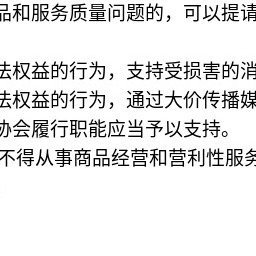 品和服务质量问题的，可以提请
法权益的行为，支持受损害的消
法权益的行为，通过大价传播媒
协会履行职能应当予以支持。
不得从事商品经营和营利性服务